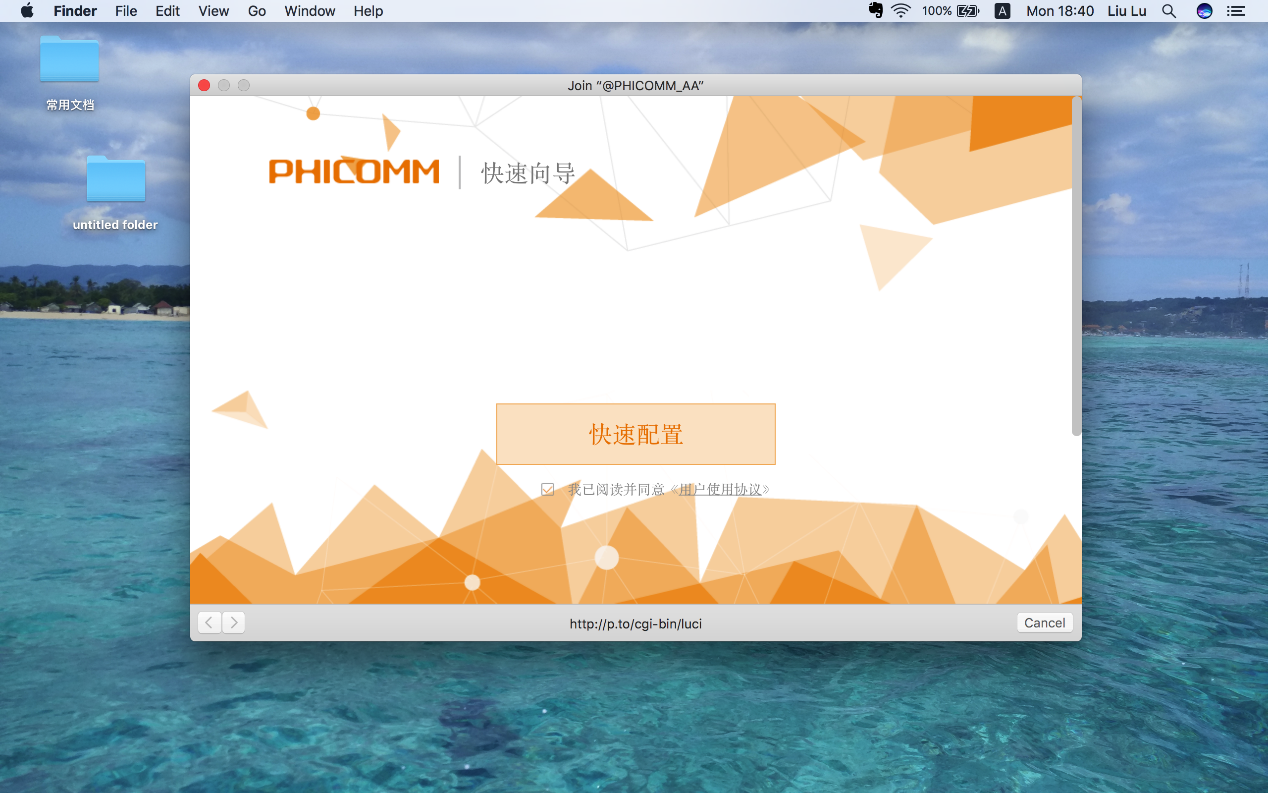 Finder File Edit View Go Window Help 100% A Mon 18:40 Liu Lu
常用文档
untitled folder
Join “@PHICOMM_AA”
PHICOMM 快速向导
快速配置
我已阅读并同意《用户使用协议》
http://p.to/cgi-bin/luci
Cancel